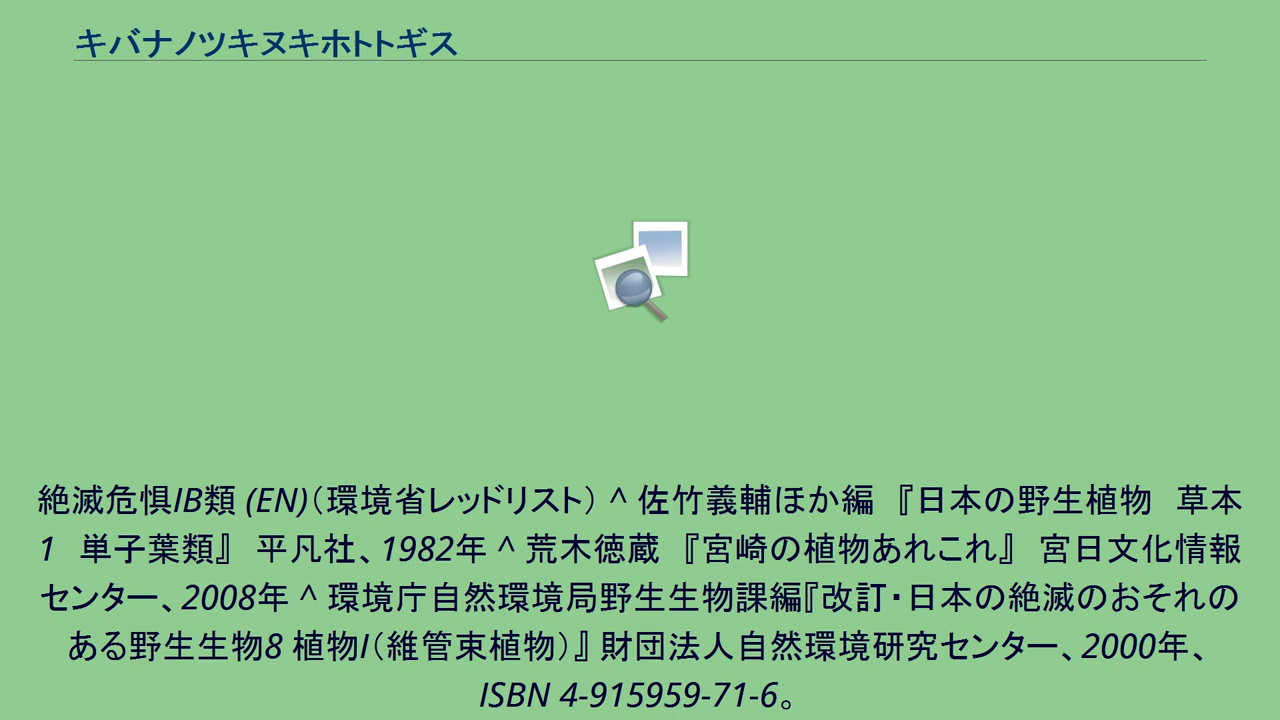 キバナノツキヌキホトトギス
絶滅危惧IB類 (EN)（環境省レッドリスト） ^ 佐竹義輔ほか編　『日本の野生植物　草本
1　単子葉類』　平凡社、1982年 ^ 荒木徳蔵　『宮崎の植物あれこれ』　宮日文化情報
センター、2008年 ^ 環境庁自然環境局野生生物課編『改訂・日本の絶滅のおそれの
ある野生生物8 植物I（維管束植物）』 財団法人自然環境研究センター、2000年、
ISBN 4-915959-71-6。